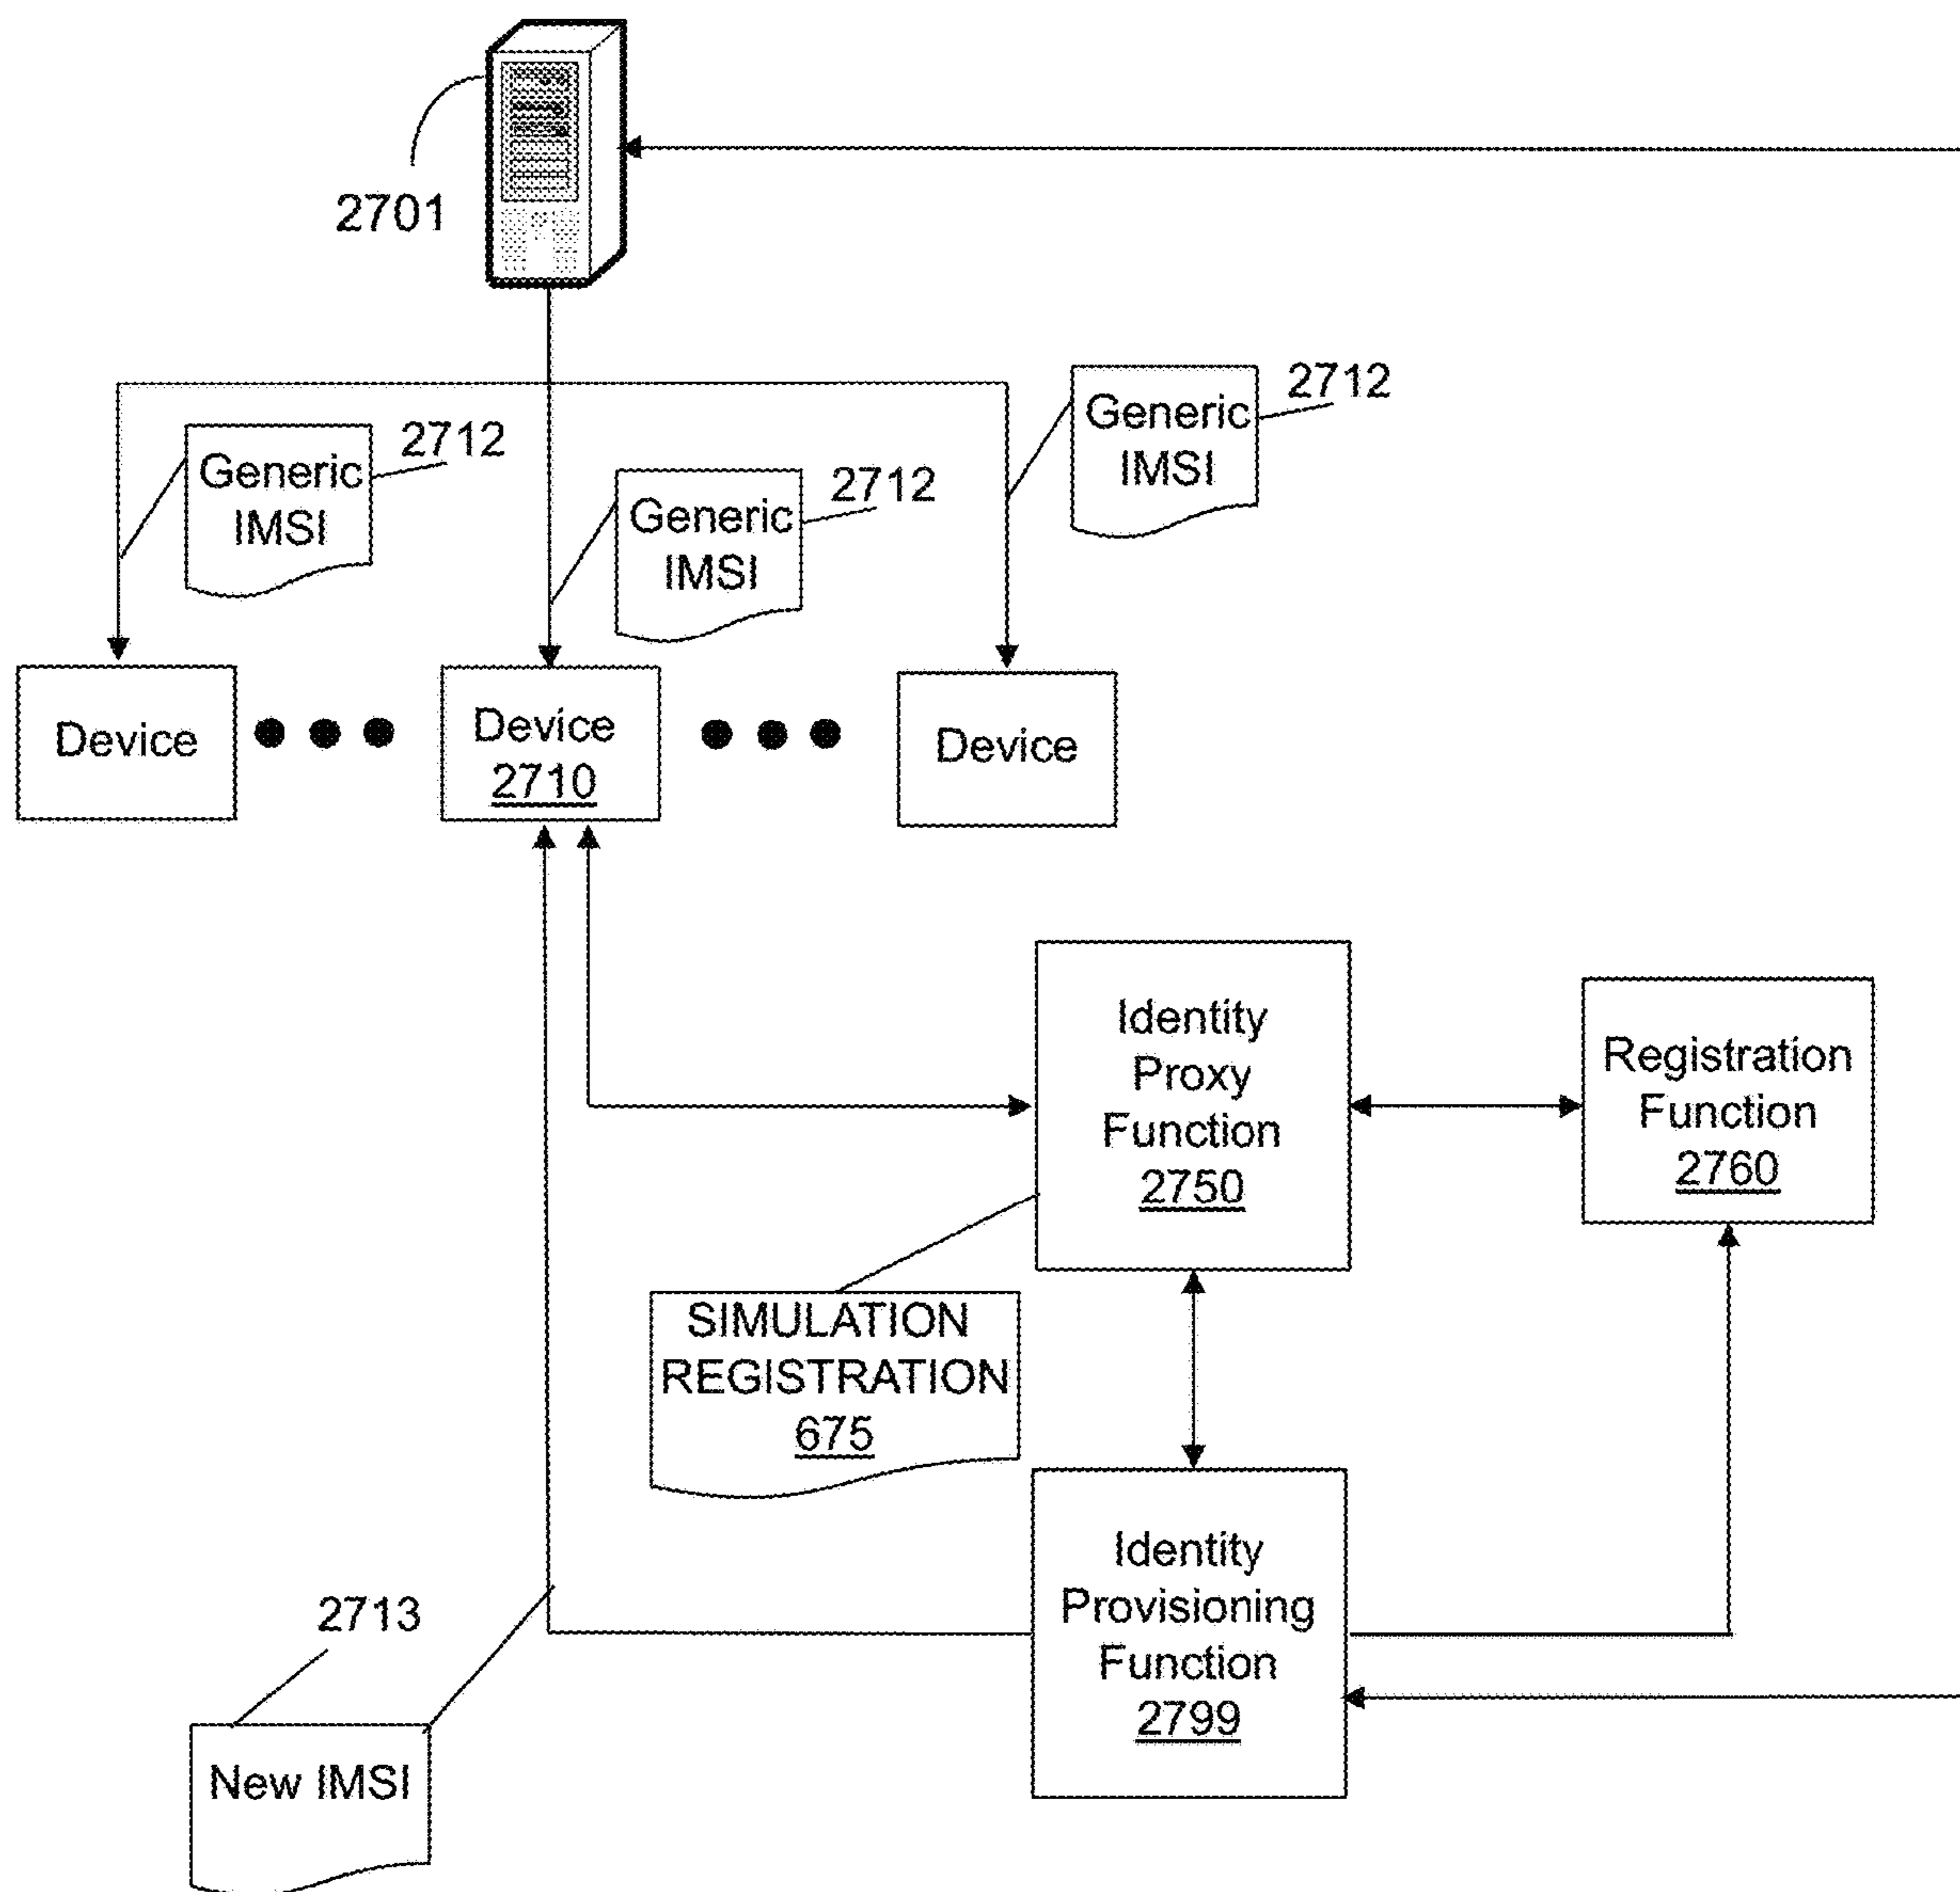 2701
2712
Generic
IMSI
2712
Generic
IMSI
2712
Generic
IMSI
Device
Device
2710
Device
Identity
Proxy
Function
2750
Registration
Function
2760
SIMULATION
REGISTRATION
675
Identity
Provisioning
Function
2799
2713
New IMSI